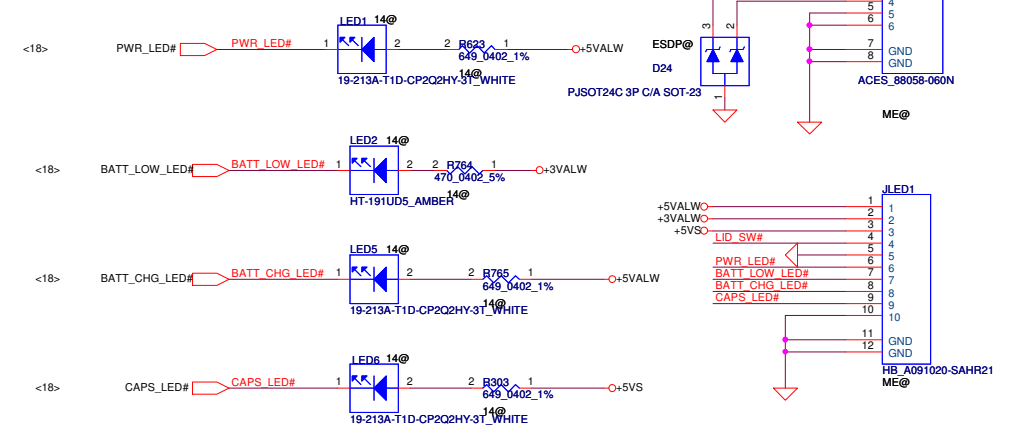 LED1 14@
<18> PWR_LED# PWR_LED# 1 2 2 R623 1 +5VALW
649_0402_1%
14@
19-213A-T1D-CP2Q2HY-3T_WHITE
LED2 14@
<18> BATT_LOW_LED# BATT_LOW_LED# 1 2 2 R764 1 +3VALW
470_0402_5%
14@
HT-191UD5_AMBER
LED5 14@
<18> BATT_CHG_LED# BATT_CHG_LED# 1 2 2 R765 1 +5VALW
649_0402_1%
14@
19-213A-T1D-CP2Q2HY-3T_WHITE
LED6 14@
<18> CAPS_LED# CAPS_LED# 1 2 2 R303 1 +5VS
649_0402_1%
14@
19-213A-T1D-CP2Q2HY-3T_WHITE
3 2
ESDP@
D24
PJSOT24C 3P C/A SOT-23
1
4
5 5
6 6
7 GND
8 GND
ACES_88058-060N
ME@
JLED1
+5VALW 1 1
+3VALW 2 2
+5VS 3 3
LID_SW# 4 4
5 5
PWR_LED# 6 6
BATT_LOW_LED# 7 7
BATT_CHG_LED# 8 8
CAPS_LED# 9 9
10 10
11 GND
12 GND
HB_A091020-SAHR21
ME@